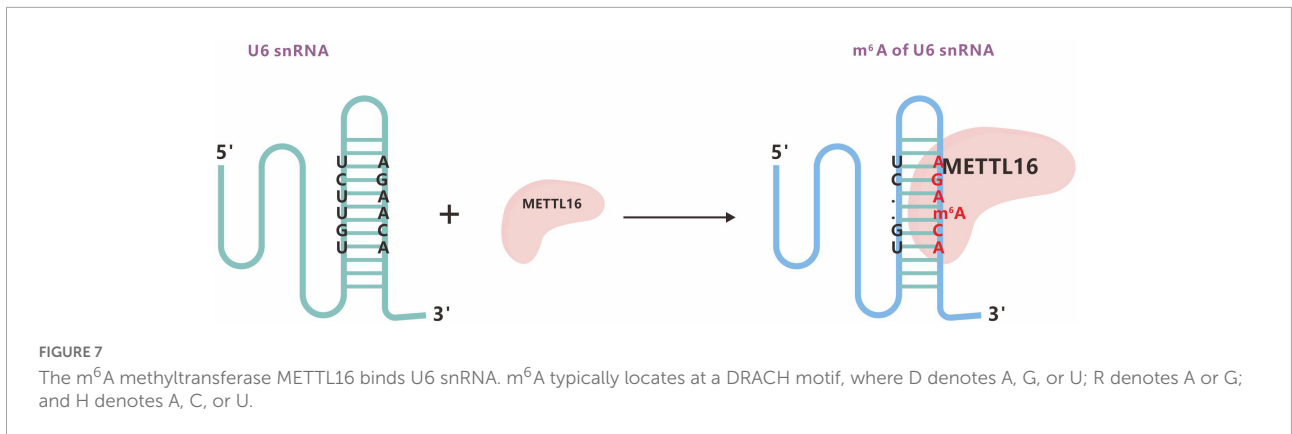 U6 snRNA
m⁶A of U6 snRNA
5'
U A
C G
U A
U A
G C
U A
3'
+
METTL16
5'
U A
C G
. A
. m⁶A
G C
U A
METTL16
3'
FIGURE 7
The m⁶A methyltransferase METTL16 binds U6 snRNA. m⁶A typically locates at a DRACH motif, where D denotes A, G, or U; R denotes A or G;
and H denotes A, C, or U.